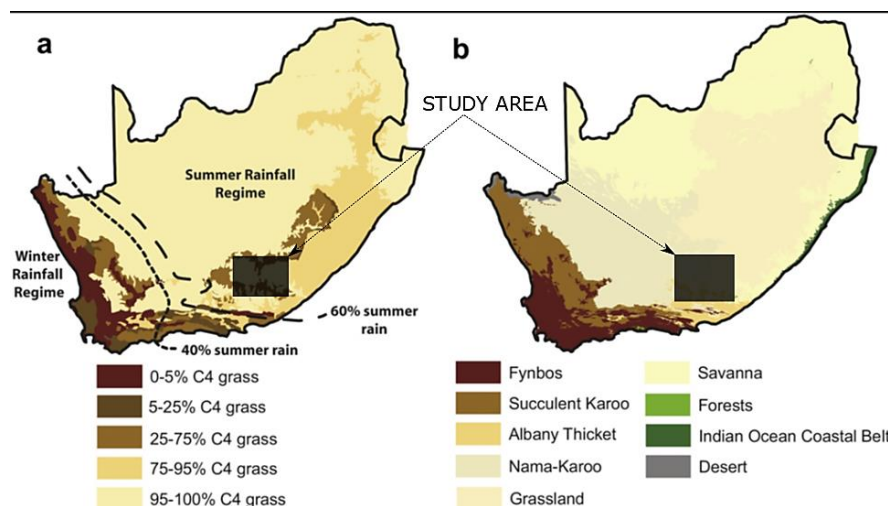 a
b
STUDY AREA
Summer Rainfall
Regime
Winter
Rainfall
Regime
60% summer
rain
40% summer rain
0-5% C4 grass
5-25% C4 grass
25-75% C4 grass
75-95% C4 grass
95-100% C4 grass
Fynbos
Succulent Karoo
Albany Thicket
Nama-Karoo
Grassland
Savanna
Forests
Indian Ocean Coastal Belt
Desert